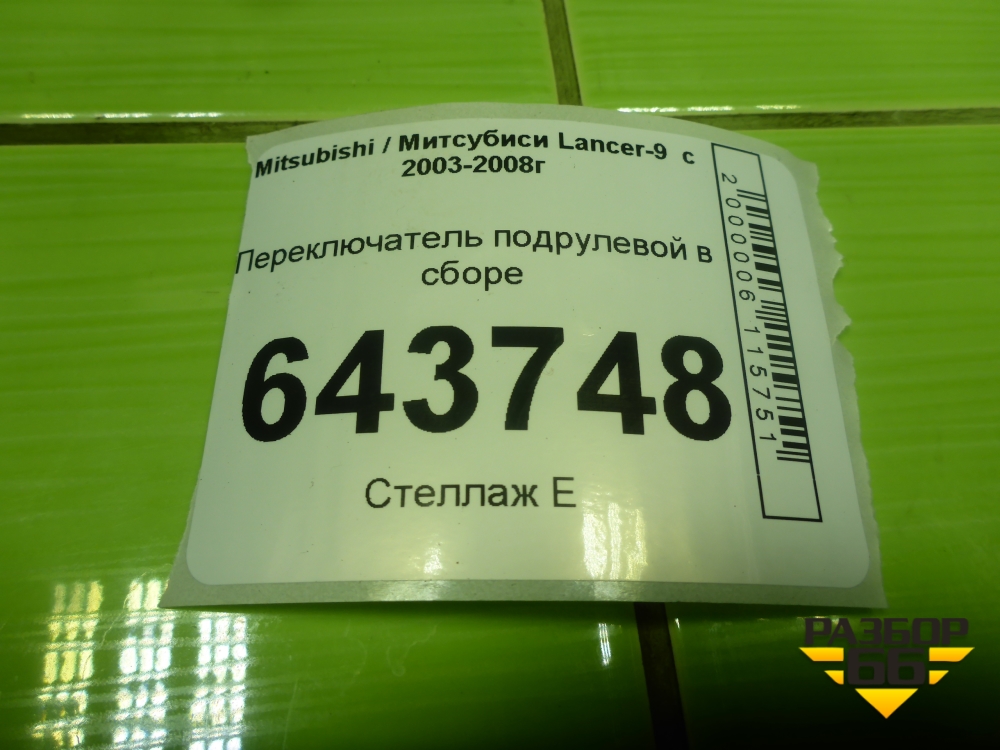 Mitsubishi / Митсубиси Lancer-9 с
2003-2008г
Переключатель подрулевой в
сборе
643748
Стеллаж Е
2000006115751
РАЗБОР
66